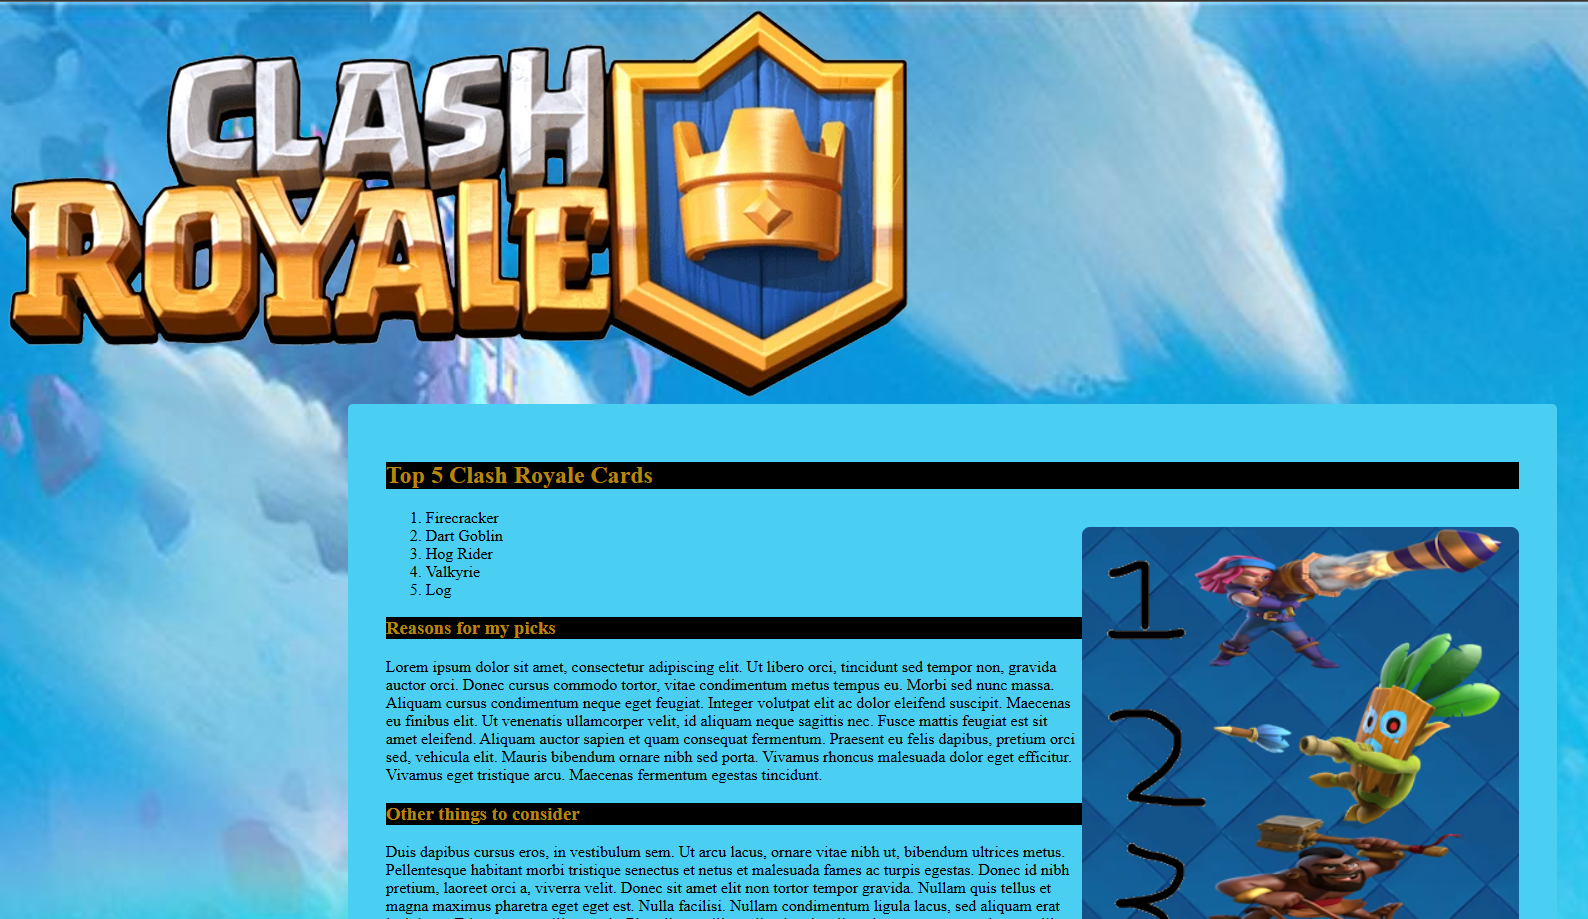 CLASH
ROYALE
Top 5 Clash Royale Cards
1. Firecracker
2. Dart Goblin
3. Hog Rider
4. Valkyrie
5. Log
1
2
3
Reasons for my picks
Lorem ipsum dolor sit amet, consectetur adipiscing elit. Ut libero orci, tincidunt sed tempor non, gravida
auctor orci. Donec cursus commodo tortor, vitae condimentum metus tempus eu. Morbi sed nunc massa.
Aliquam cursus condimentum neque eget feugiat. Integer volutpat elit ac dolor eleifend suscipit. Maecenas
eu finibus elit. Ut venenatis ullamcorper velit, id aliquam neque sagittis nec. Fusce mattis feugiat est sit
amet eleifend. Aliquam auctor sapien et quam consequat fermentum. Praesent eu felis dapibus, pretium orci
sed, vehicula elit. Mauris bibendum ornare nibh sed porta. Vivamus rhoncus malesuada dolor eget efficitur.
Vivamus eget tristique arcu. Maecenas fermentum egestas tincidunt.
Other things to consider
Duis dapibus cursus eros, in vestibulum sem. Ut arcu lacus, ornare vitae nibh ut, bibendum ultrices metus.
Pellentesque habitant morbi tristique senectus et netus et malesuada fames ac turpis egestas. Donec id nibh
pretium, laoreet orci a, viverra velit. Donec sit amet elit non tortor tempor gravida. Nullam quis tellus et
magna maximus pharetra eget eget est. Nulla facilisi. Nullam condimentum ligula lacus, sed aliquam erat